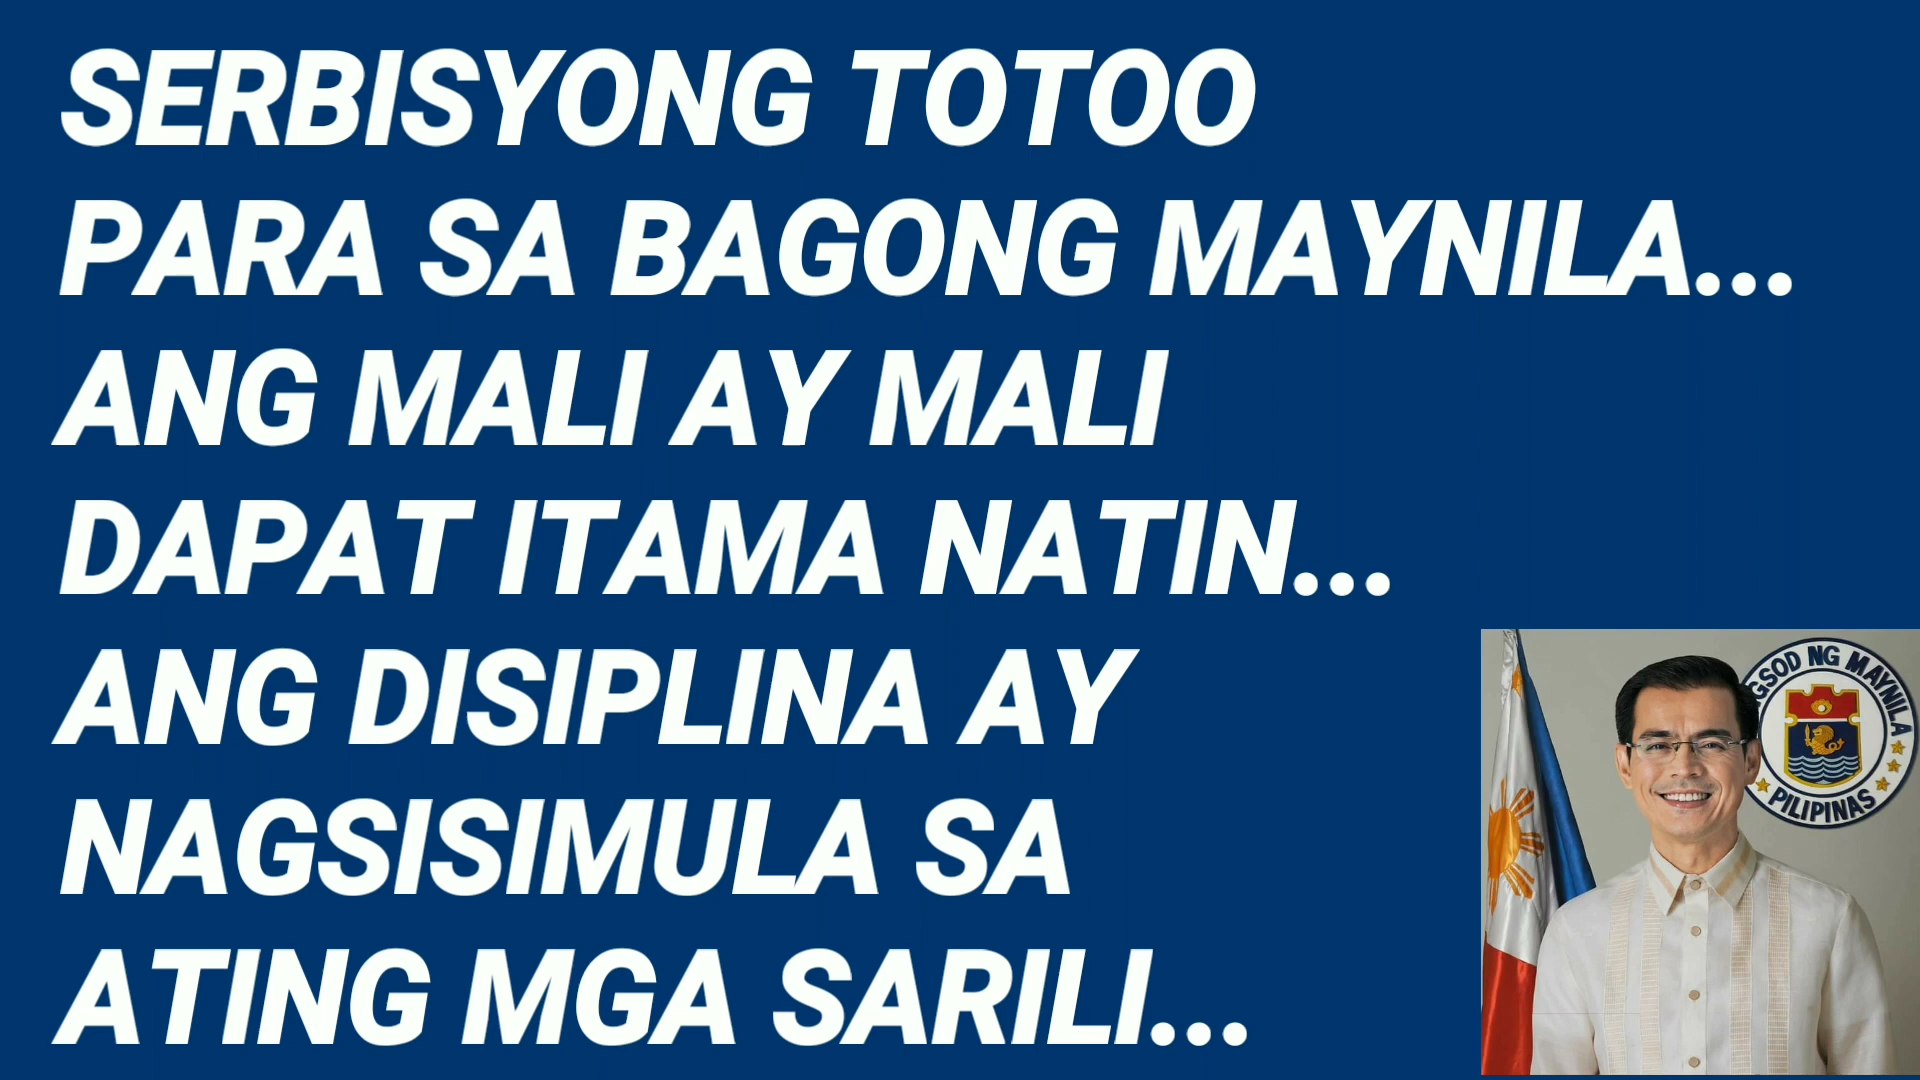 SERBISYONG TOTOO
PARA SA BAGONG MAYNILA...
ANG MALI AY MALI
DAPAT ITAMA NATIN...
ANG DISIPLINA AY
NAGSISIMULA SA
ATING MGA SARILI...
GSOD NG MAYNILA
PILIPINAS